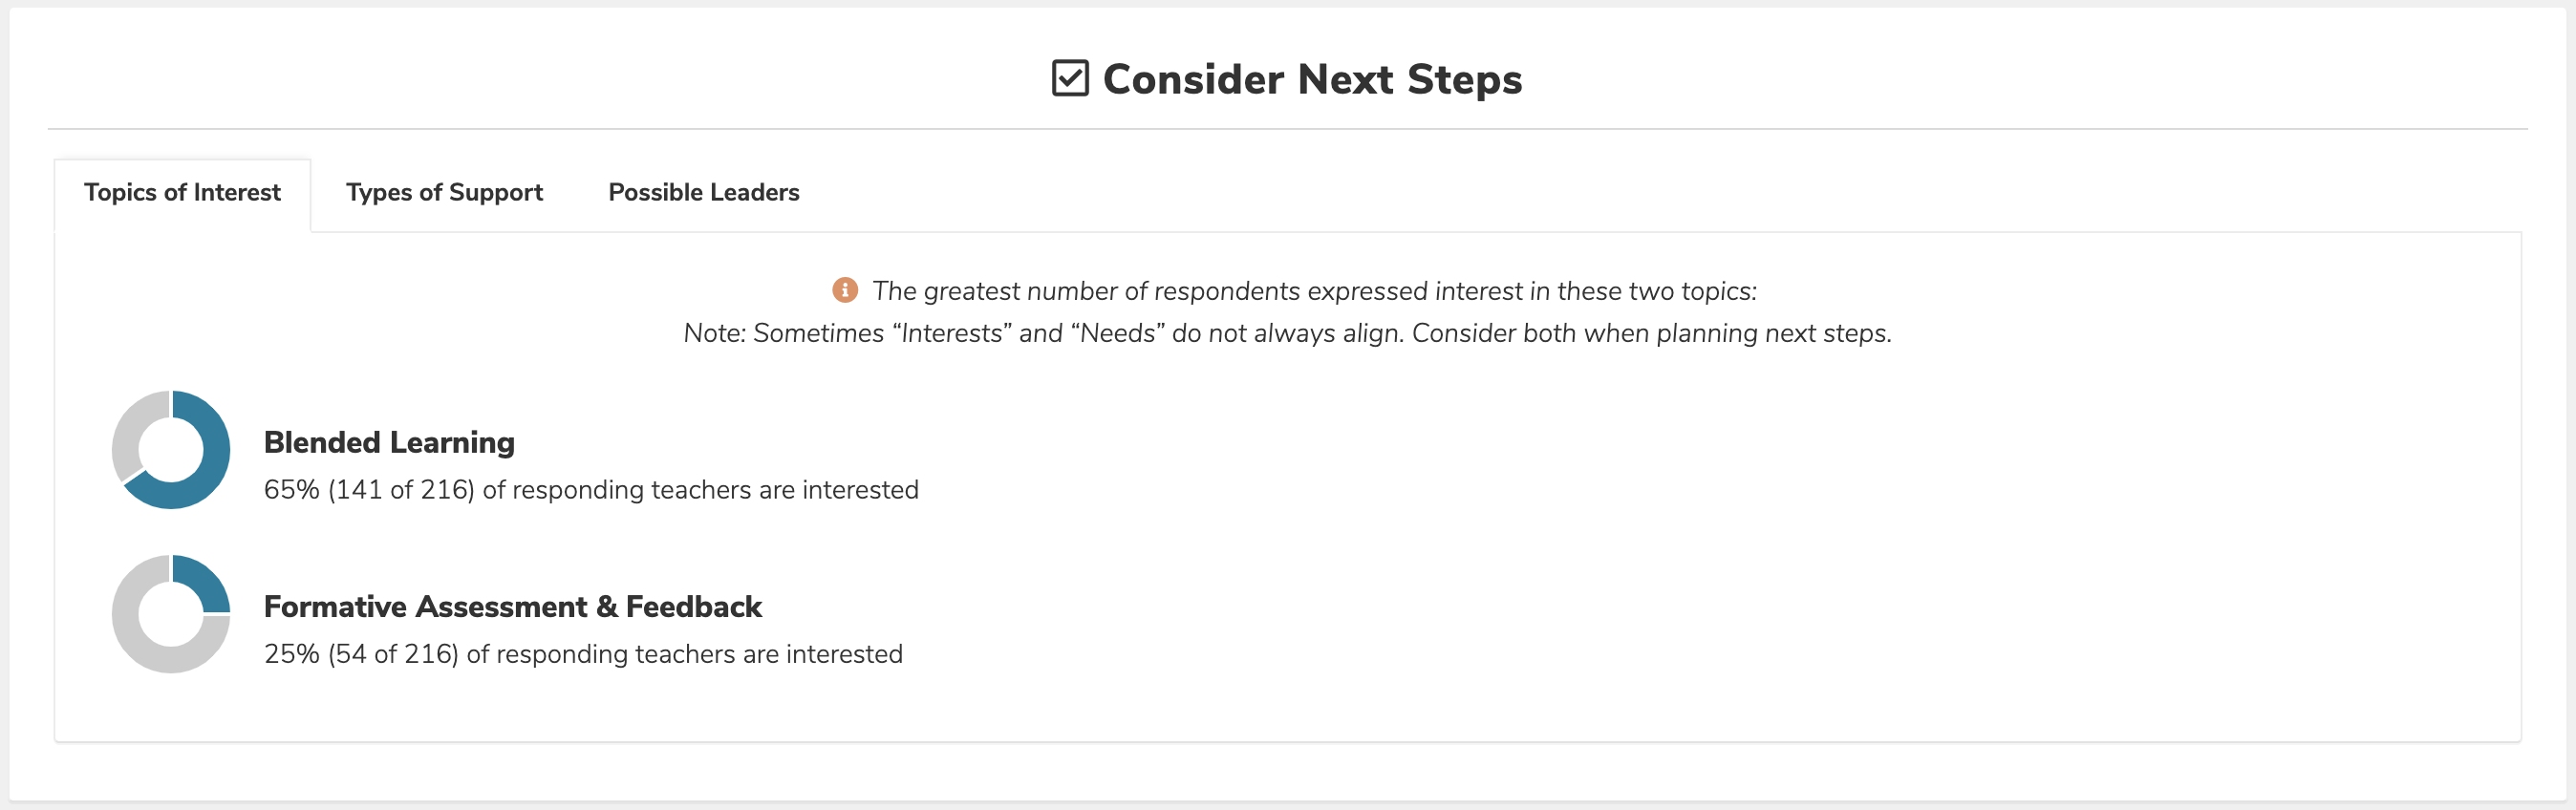 Consider Next Steps
Topics of Interest
Types of Support
Possible Leaders
The greatest number of respondents expressed interest in these two topics:
Note: Sometimes “Interests” and “Needs” do not always align. Consider both when planning next steps.
Blended Learning
65% (141 of 216) of responding teachers are interested
Formative Assessment & Feedback
25% (54 of 216) of responding teachers are interested